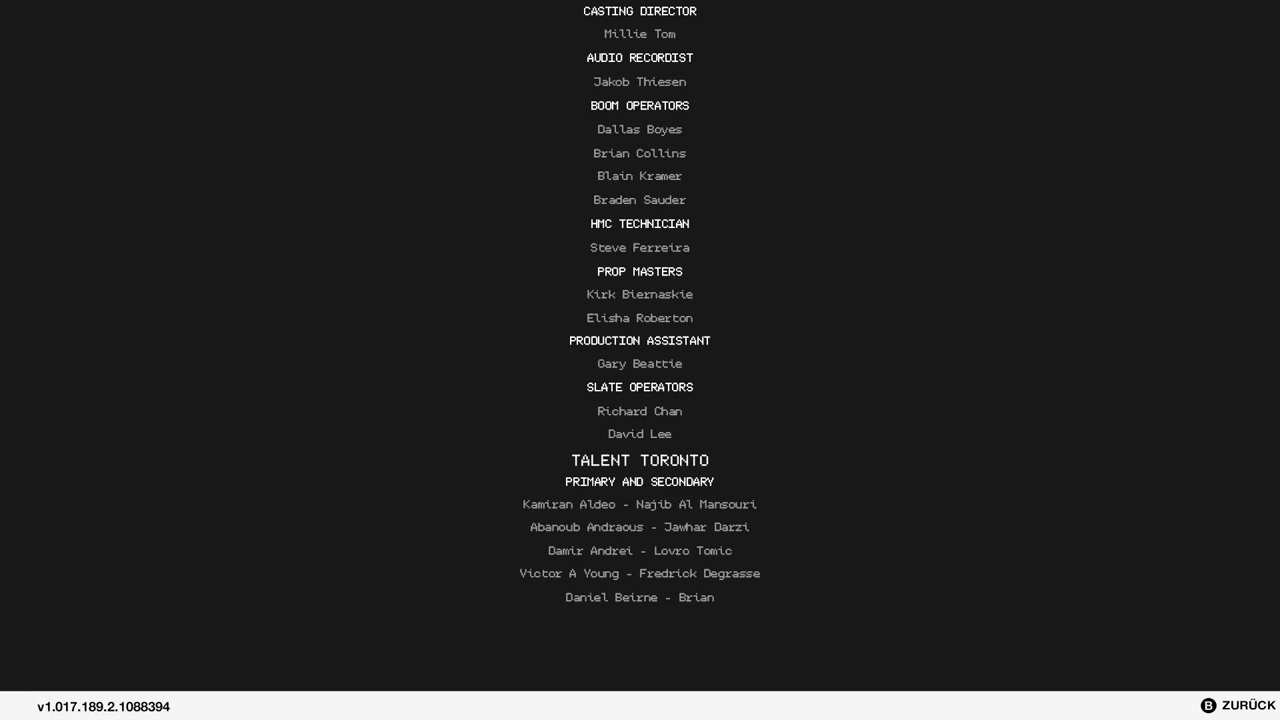 CASTING DIRECTOR
Millie Tom
AUDIO RECORDIST
Jakob Thiesen
BOOM OPERATORS
Dallas Boyes
Brian Collins
Blain Kramer
Braden Sauder
HMC TECHNICIAN
Steve Ferreira
PROP MASTERS
Kirk Biernaskie
Elisha Roberton
PRODUCTION ASSISTANT
Gary Beattie
SLATE OPERATORS
Richard Chan
David Lee
TALENT TORONTO
PRIMARY AND SECONDARY
Kamiran Aldeo - Najib Al Mansouri
Abanoub Andraous - Jawhar Darzi
Damir Andrei - Lovro Tomic
Victor A Young - Fredrick Degrasse
Daniel Beirne - Brian
v1.017.189.2.1088394
B ZURÜCK